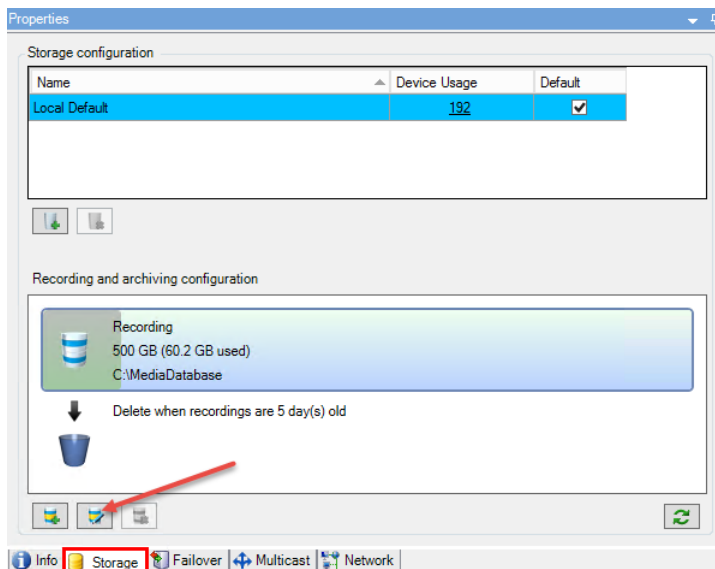 Properties
Storage configuration
Name Device Usage Default
Local Default 192
Recording and archiving configuration
Recording
500 GB (60.2 GB used)
C:\MediaDatabase
Delete when recordings are 5 day(s) old
Info Storage Failover Multicast Network